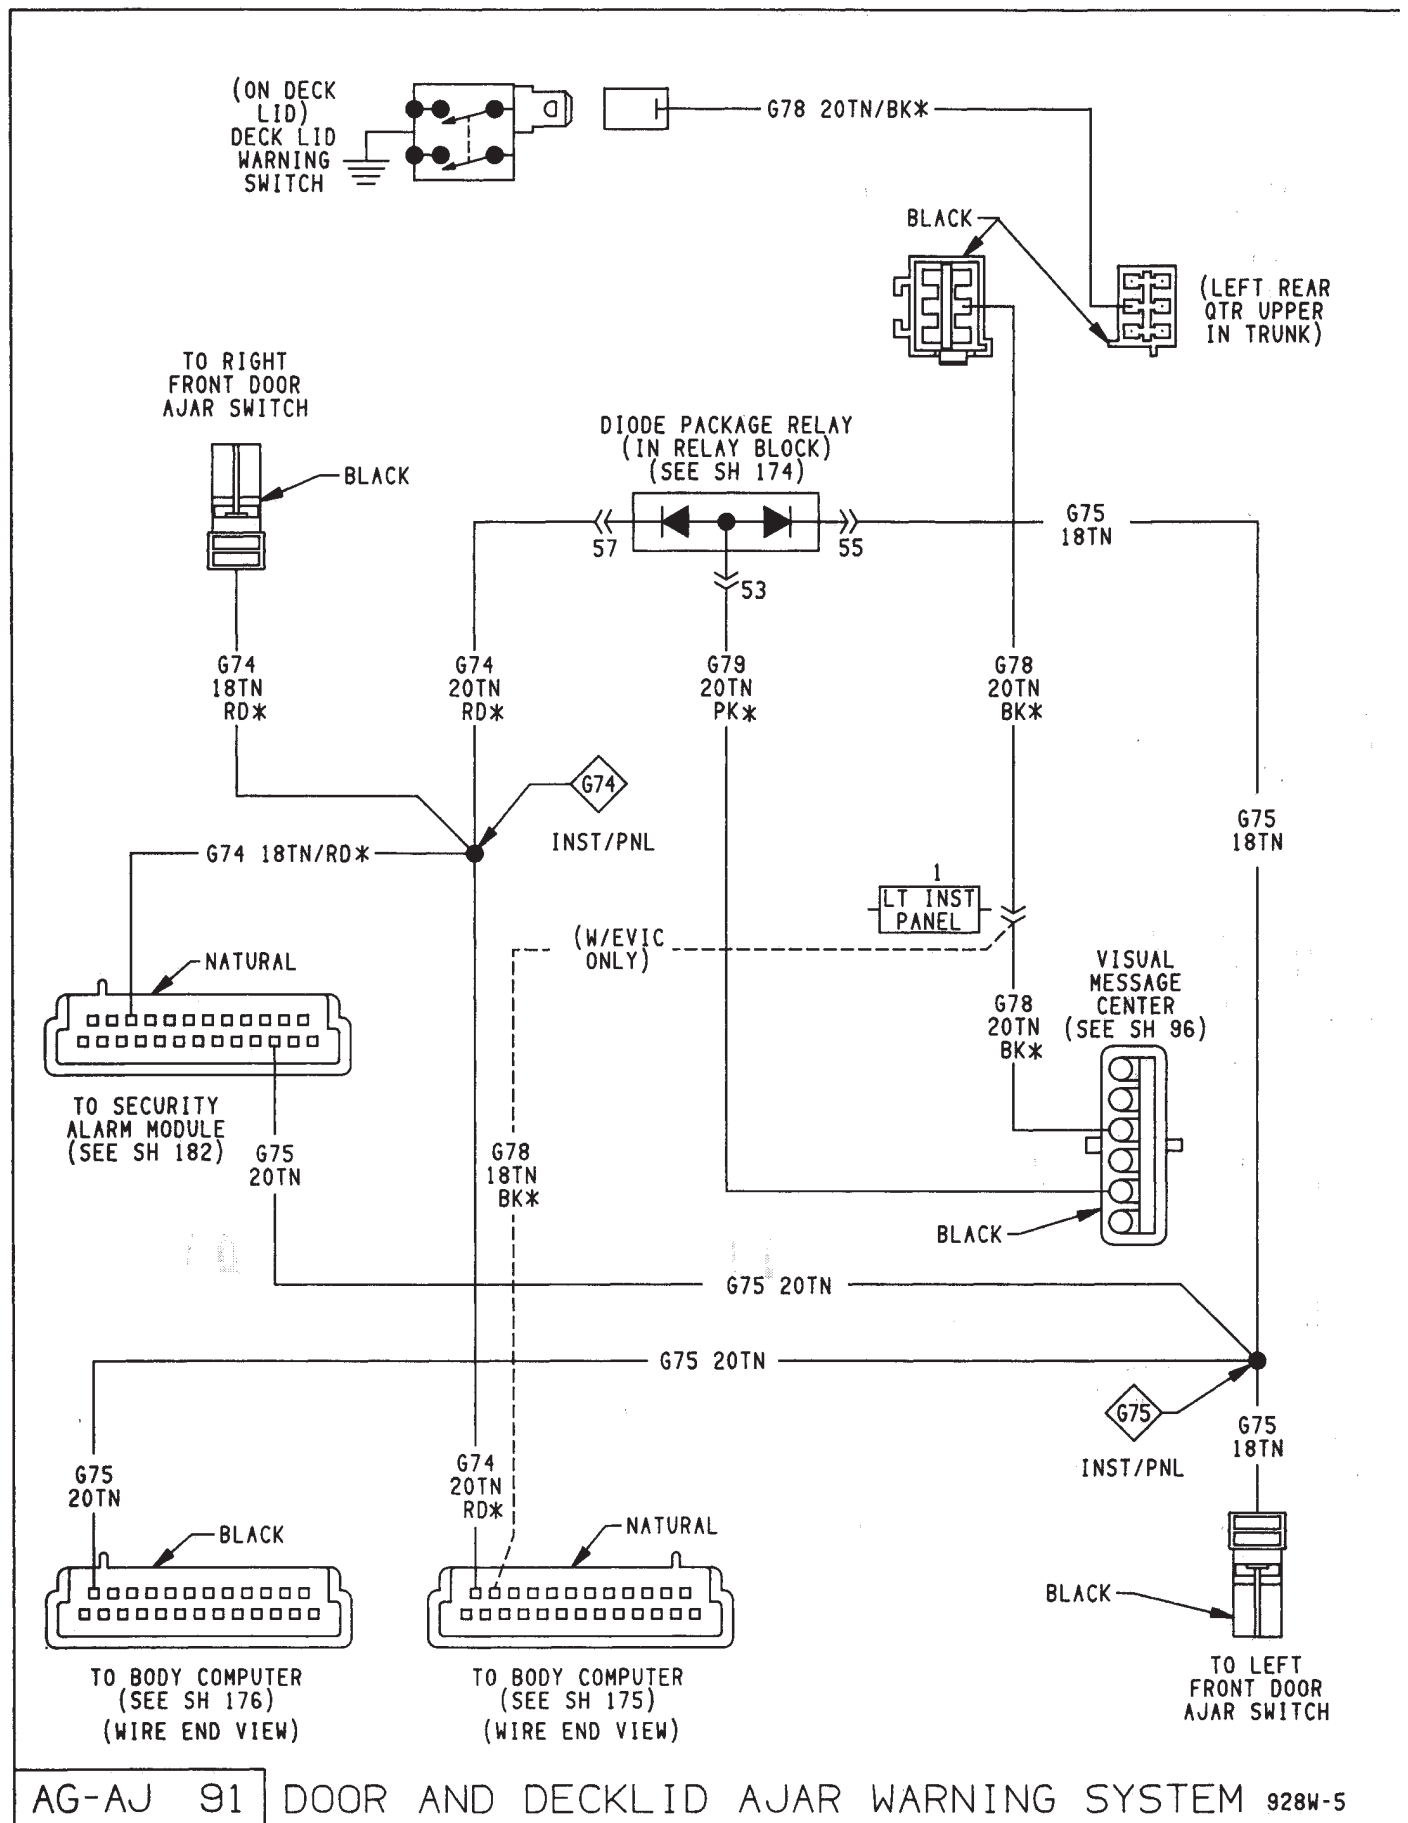 (ON DECK
LID)
DECK LID
WARNING
SWITCH
G78 20TN/BK*
BLACK
(LEFT REAR
QTR UPPER
IN TRUNK)
TO RIGHT
FRONT DOOR
AJAR SWITCH
BLACK
DIODE PACKAGE RELAY
(IN RELAY BLOCK)
(SEE SH 174)
57
55
53
G75
18TN
G74
18TN
RD*
G74
20TN
RD*
G79
20TN
PK*
G78
20TN
BK*
G74
INST/PNL
G75
18TN
G74 18TN/RD*
1
LT INST
PANEL
(W/EVIC
ONLY)
NATURAL
VISUAL
MESSAGE
CENTER
(SEE SH 96)
G78
20TN
BK*
TO SECURITY
ALARM MODULE
(SEE SH 182)
G75
20TN
G78
18TN
BK*
BLACK
G75 20TN
G75 20TN
G75
INST/PNL
G75
18TN
G75
20TN
G74
20TN
RD*
BLACK
NATURAL
BLACK
TO BODY COMPUTER
(SEE SH 176)
(WIRE END VIEW)
TO BODY COMPUTER
(SEE SH 175)
(WIRE END VIEW)
TO LEFT
FRONT DOOR
AJAR SWITCH
AG-AJ 91 DOOR AND DECKLID AJAR WARNING SYSTEM 928W-5